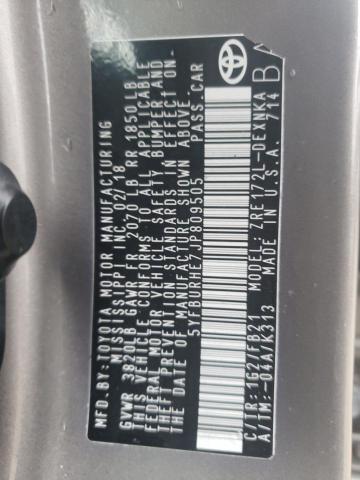 MFD.BY:TOYOTA MOTOR MANUFACTURING
MISSISSIPPI INC. 02/18
GVWR 3820LB GAWR FR 2070 LB RR 1850LB
THIS VEHICLE CONFORMS TO ALL APPLICABLE
FEDERAL MOTOR VEHICLE SAFETY BUMPER AND
THEFT PREVENTION STANDARDS IN EFFECT ON
THE DATE OF MANUFACTURE SHOWN ABOVE.
5YFBURHE7JP809505 PASS.CAR
C/TR:1G2/FB21 ZRE172L-DEXNKA
A/TM:-04A/K313 MADE IN U.S.A. 714
TOYOTA
B